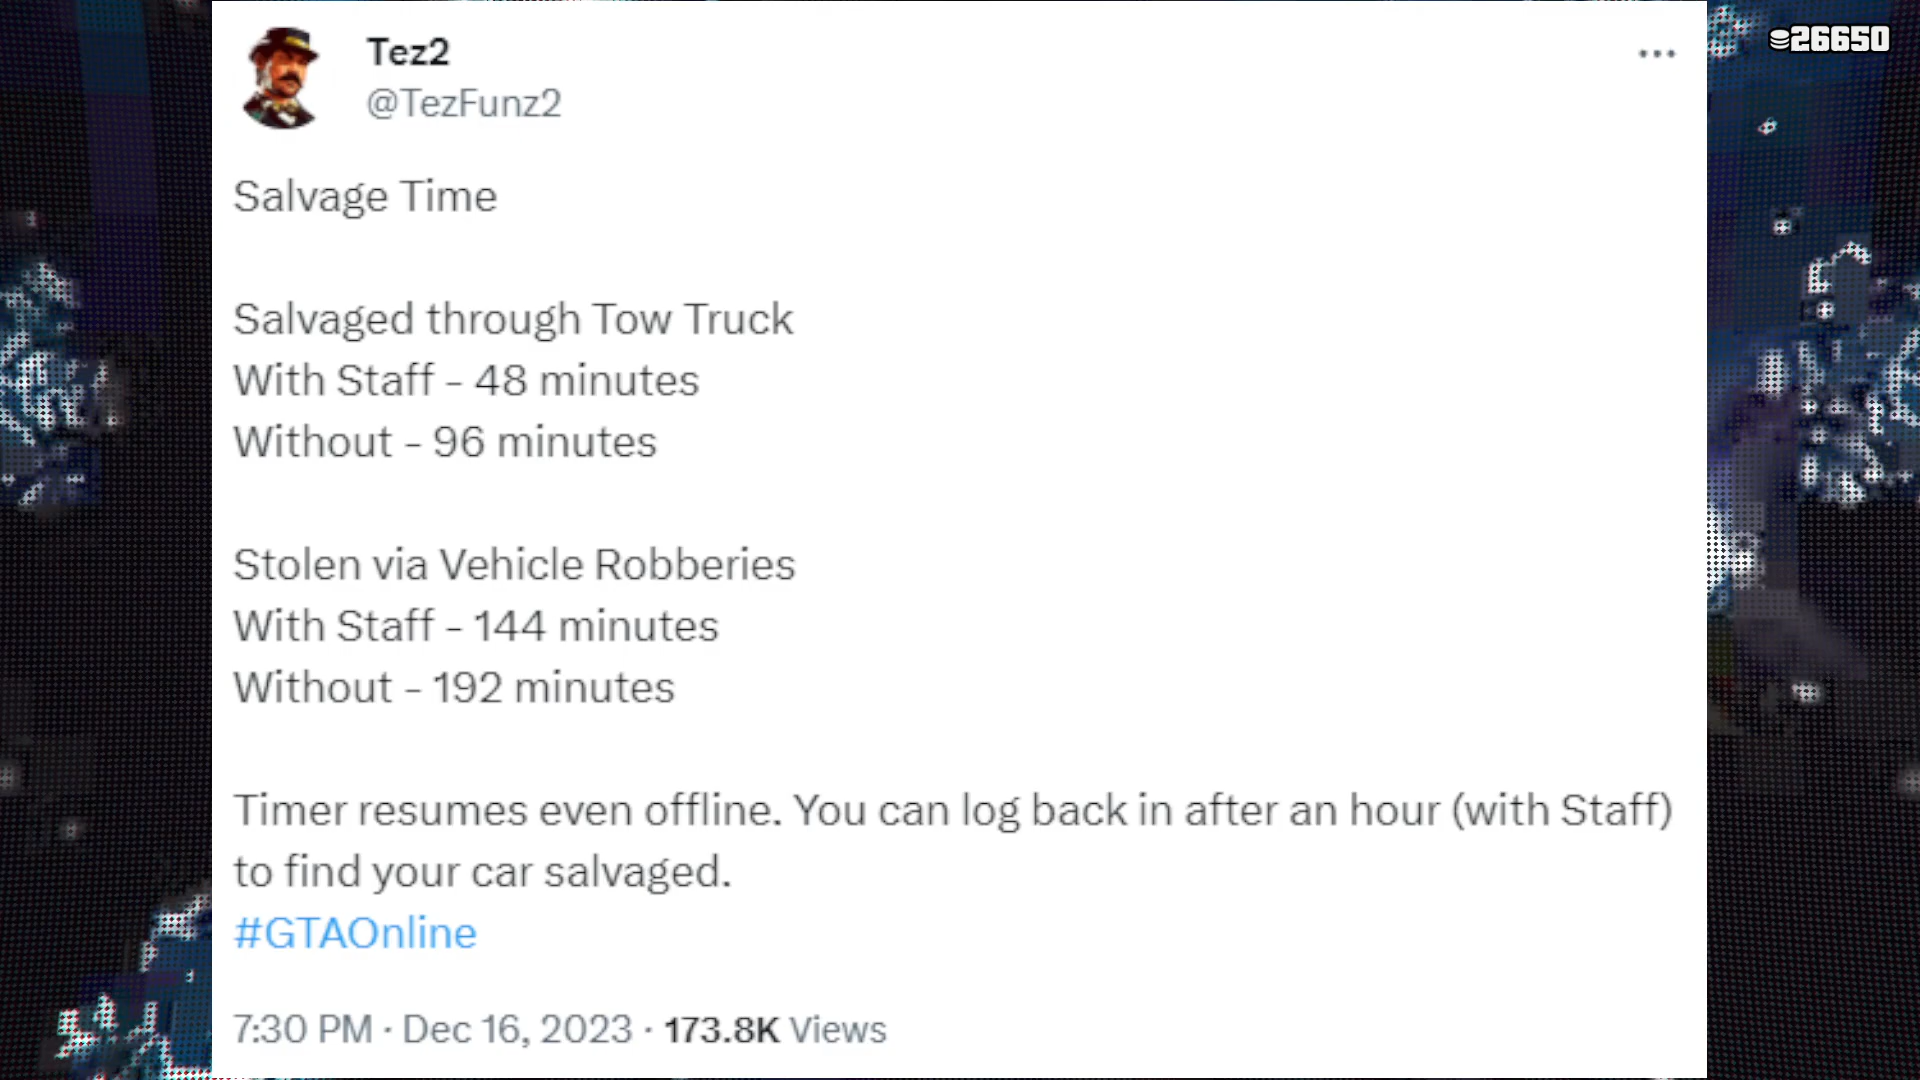 26650
Tez2
@TezFunz2
Salvage Time
Salvaged through Tow Truck
With Staff - 48 minutes
Without - 96 minutes
Stolen via Vehicle Robberies
With Staff - 144 minutes
Without - 192 minutes
Timer resumes even offline. You can log back in after an hour (with Staff)
to find your car salvaged.
#GTAOnline
7:30 PM · Dec 16, 2023 · 173.8K Views